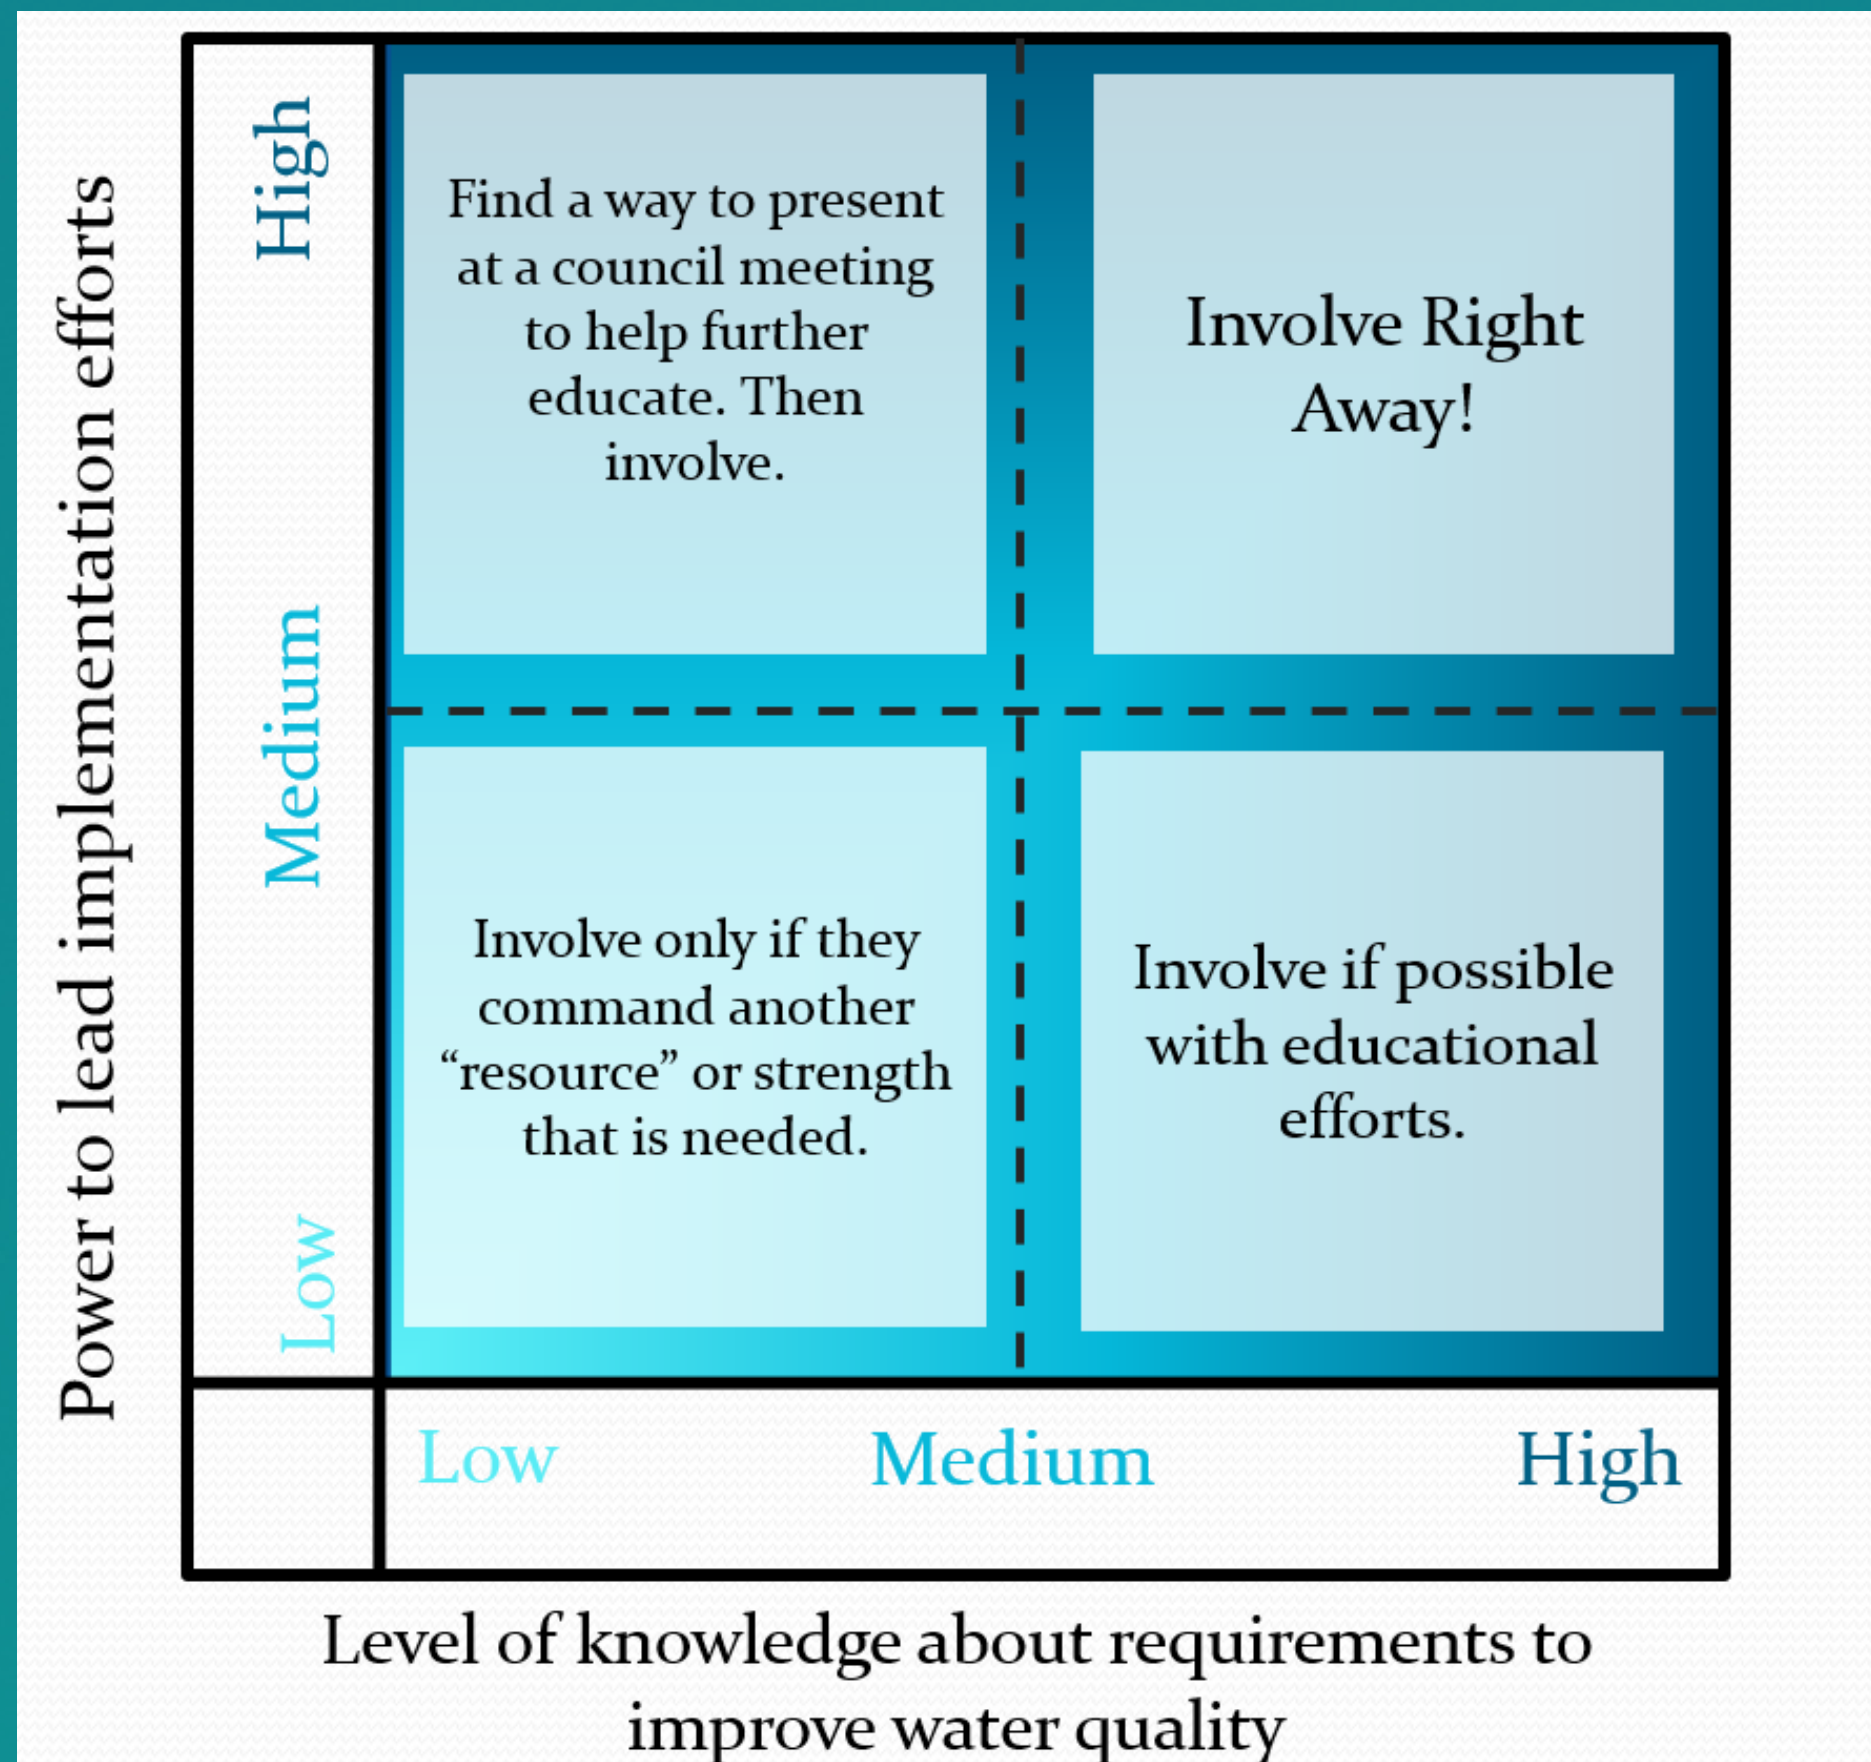 Power to lead implementation efforts
High
Medium
Low
Find a way to present
at a council meeting
to help further
educate. Then
involve.
Involve Right
Away!
Involve only if they
command another
“resource” or strength
that is needed.
Involve if possible
with educational
efforts.
Low
Medium
High
Level of knowledge about requirements to
improve water quality